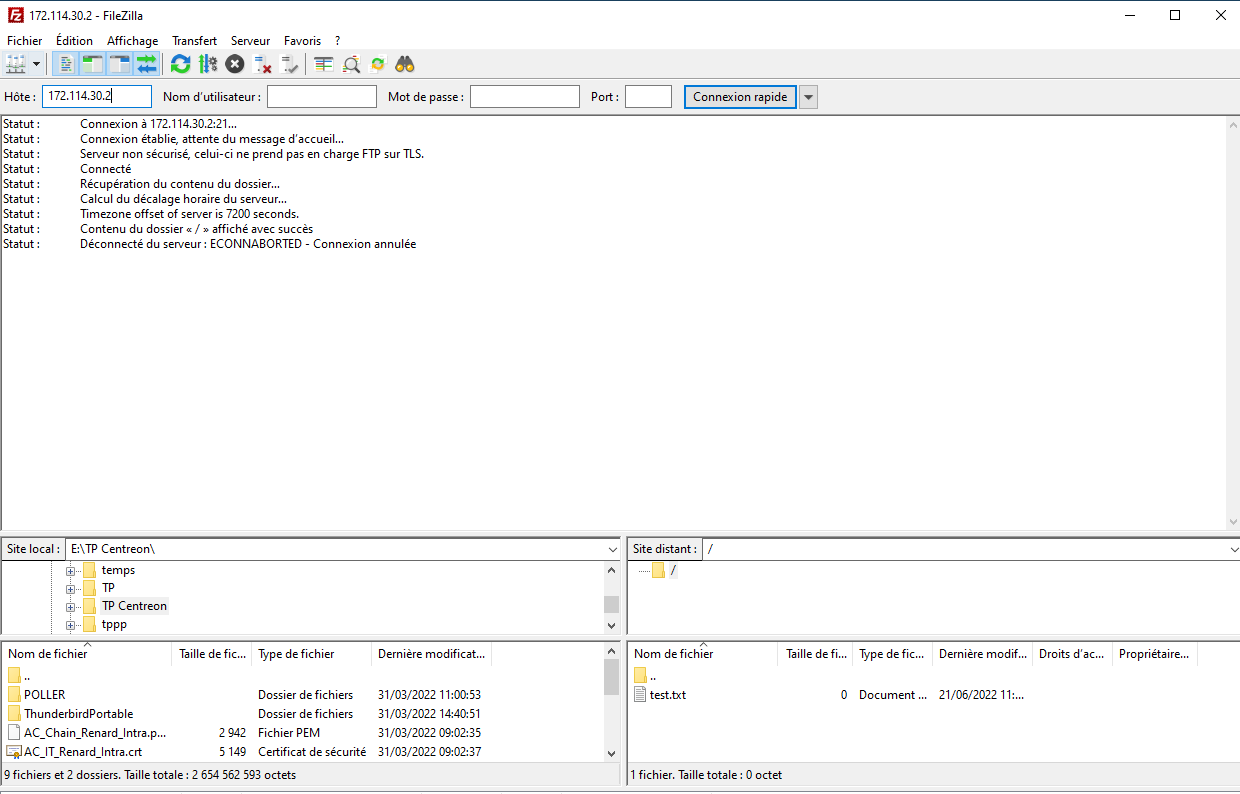 172.114.30.2 - FileZilla
Fichier Édition Affichage Transfert Serveur Favoris ?
Hôte : 172.114.30.2 Nom d'utilisateur : Mot de passe : Port : Connexion rapide
Statut : Connexion à 172.114.30.2:21...
Statut : Connexion établie, attente du message d'accueil...
Statut : Serveur non sécurisé, celui-ci ne prend pas en charge FTP sur TLS.
Statut : Connecté
Statut : Récupération du contenu du dossier...
Statut : Calcul du décalage horaire du serveur...
Statut : Timezone offset of server is 7200 seconds.
Statut : Contenu du dossier « / » affiché avec succès
Statut : Déconnecté du serveur : ECONNABORTED - Connexion annulée
Site local : E:\TP Centreon\
temps
TP
TP Centreon
tppp
Site distant : /
/
Nom de fichier Taille de fic... Type de fichier Dernière modificat...
..
POLLER Dossier de fichiers 31/03/2022 11:00:53
ThunderbirdPortable Dossier de fichiers 31/03/2022 14:40:51
AC_Chain_Renard_Intra.p... 2 942 Fichier PEM 31/03/2022 09:02:35
AC_IT_Renard_Intra.crt 5 149 Certificat de sécurité 31/03/2022 09:02:37
9 fichiers et 2 dossiers. Taille totale : 2 654 562 593 octets
Nom de fichier Taille de fi... Type de fic... Dernière modif... Droits d'ac... Propriétaire...
..
test.txt 0 Document ... 21/06/2022 11:...
1 fichier. Taille totale : 0 octet